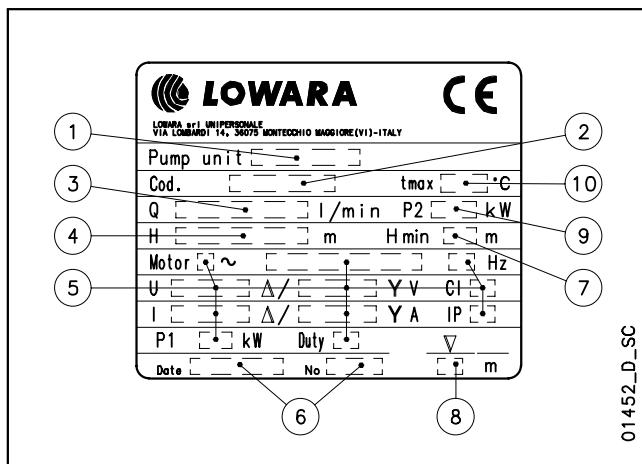 LOWARA CE
LOWARA srl UNIPERSONALE
VIA LOMBARDI 14, 36075 MONTECCHIO MAGGIORE(VI)-ITALY
1
2
Pump unit
Cod. tmax °C
3
10
Q l/min P2 kW
4
9
H m H min m
Motor ~ Hz
5
7
U Δ/ Y V Cl
I Δ/ Y A IP
P1 kW Duty
Date No ▽ m
6
8
01452_D_SC